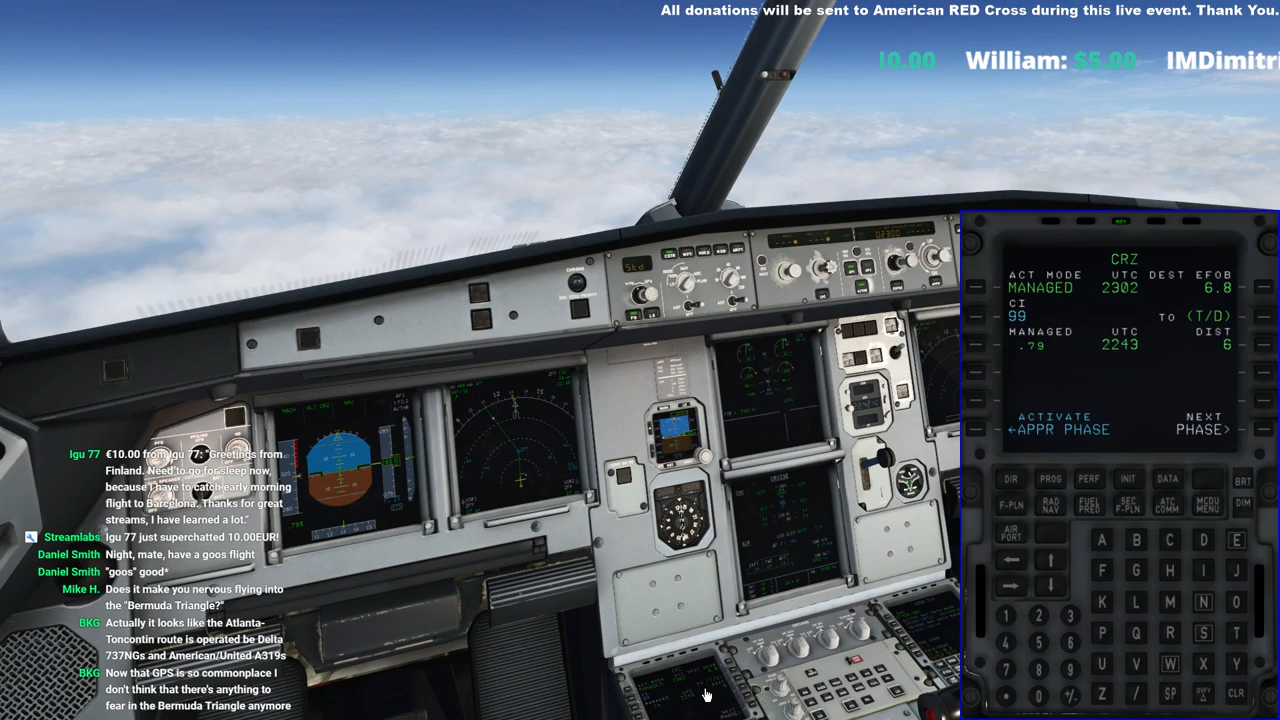 All donations will be sent to American RED Cross during this live event. Thank You.
0.00 William: $5.00 IMDimitri
Std
02300
CRZ
ACT MODE UTC DEST EFOB
MANAGED 2302 6.8
CI
99 TO (T/D)
MANAGED UTC DIST
.79 2243 6
ACTIVATE NEXT
←APPR PHASE PHASE>
DIR PROG PERF INIT DATA BRT
F-PLN RAD NAV FUEL PRED SEC F-PLN ATC COMM MCDU MENU DIM
AIR PORT
A B C D E
F G H I J
K L M N O
P Q R S T
U V W X Y
Z / SP OVFY CLR
1 2 3
4 5 6
7 8 9
. 0 +/-
Igu 77 €10.00 from Igu 77: "Greetings from
Finland. Need to go for sleep now,
because I have to catch early morning
flight to Barcelona. Thanks for great
streams, I have learned a lot."
Streamlabs Igu 77 just superchatted 10.00EUR!
Daniel Smith Night, mate, have a goos flight
Daniel Smith "goos" good*
Mike H. Does it make you nervous flying into
the "Bermuda Triangle?"
BKG Actually it looks like the Atlanta-
Toncontin route is operated by Delta
737NGs and American/United A319s
BKG Now that GPS is so commonplace I
don't think that there's anything to
fear in the Bermuda Triangle anymore